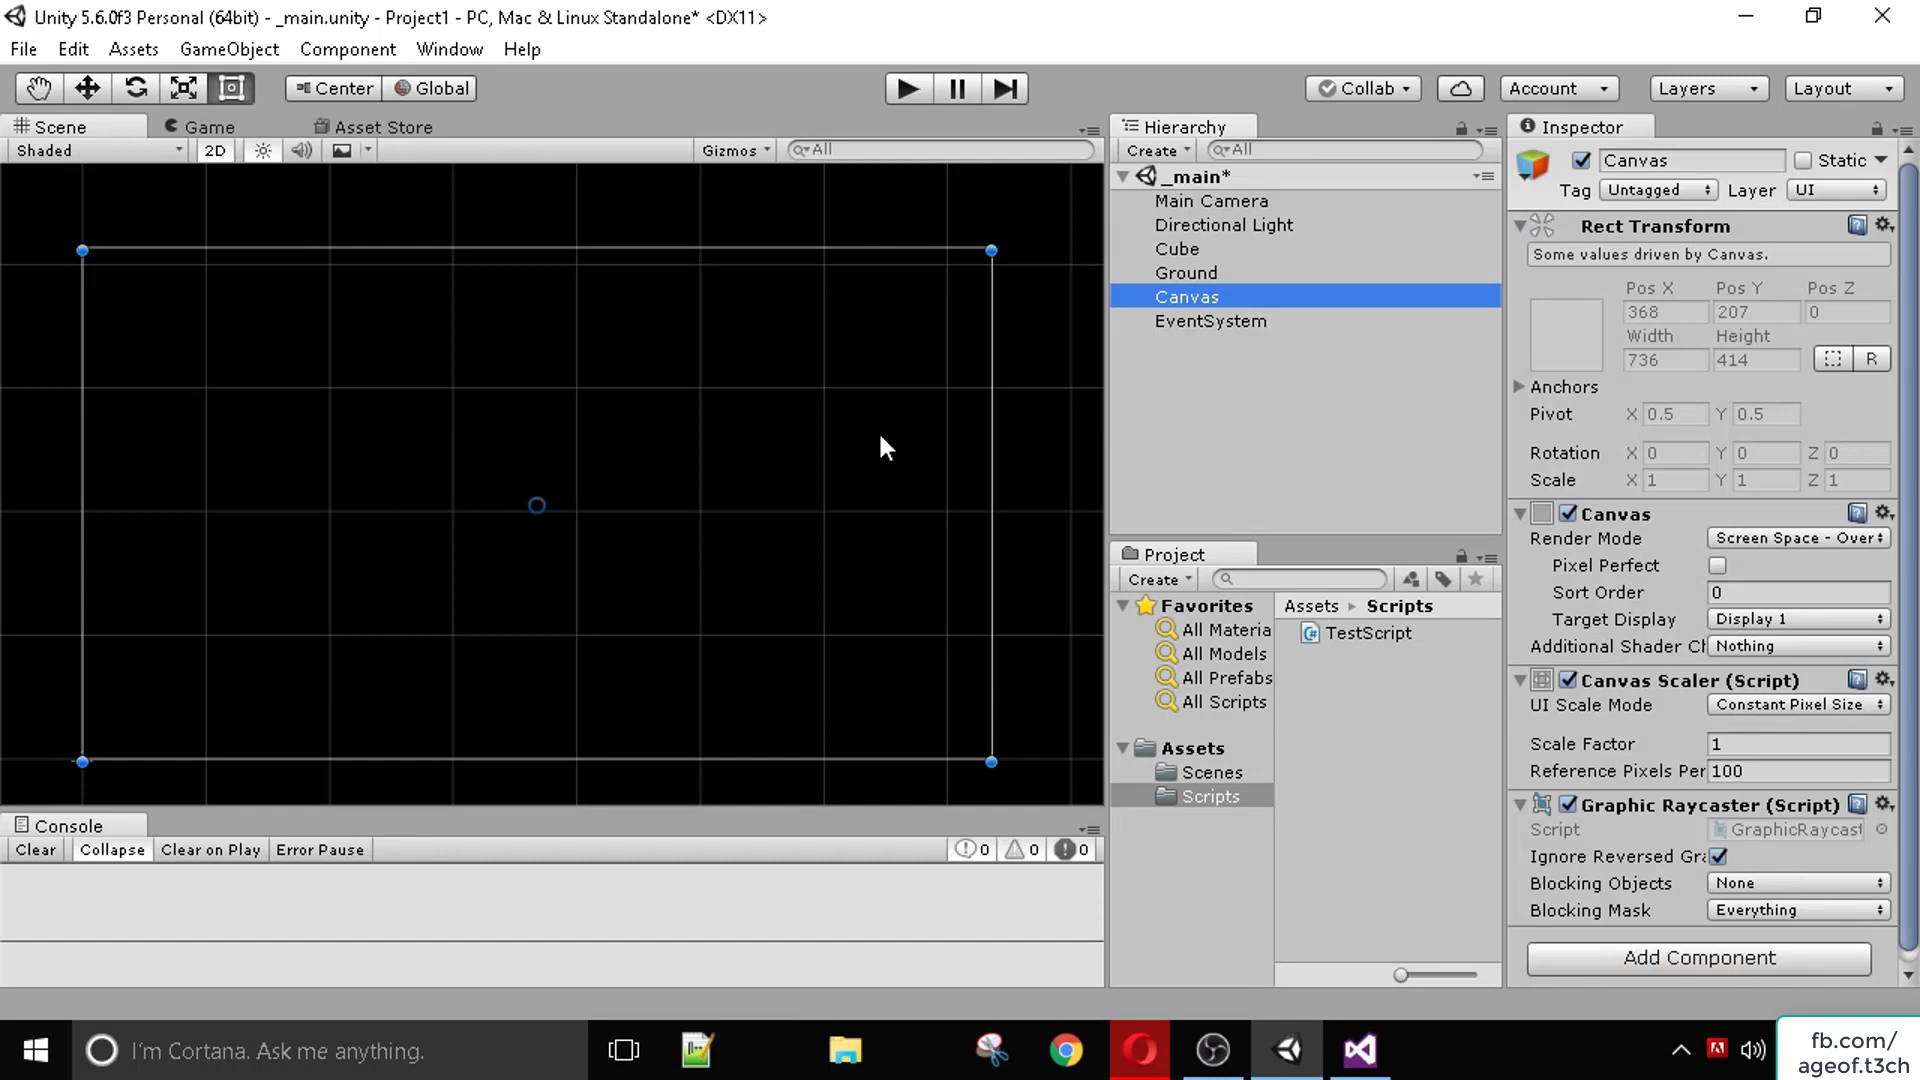 Unity 5.6.0f3 Personal (64bit) - _main.unity - Project1 - PC, Mac & Linux Standalone* <DX11>
File Edit Assets GameObject Component Window Help
Center Global Collab Account Layers Layout
Scene Game Asset Store
Shaded 2D Gizmos All
Hierarchy
Create All
_main*
Main Camera
Directional Light
Cube
Ground
Canvas
EventSystem
Project
Create
Favorites
All Materia
All Models
All Prefabs
All Scripts
Assets
Scenes
Scripts
Assets Scripts
TestScript
Inspector
Canvas Static
Tag Untagged Layer UI
Rect Transform
Some values driven by Canvas.
Pos X Pos Y Pos Z
368 207 0
Width Height
736 414 R
Anchors
Pivot X 0.5 Y 0.5
Rotation X 0 Y 0 Z 0
Scale X 1 Y 1 Z 1
Canvas
Render Mode Screen Space - Over
Pixel Perfect
Sort Order 0
Target Display Display 1
Additional Shader Ch Nothing
Canvas Scaler (Script)
UI Scale Mode Constant Pixel Size
Scale Factor 1
Reference Pixels Per 100
Graphic Raycaster (Script)
Script GraphicRaycast
Ignore Reversed Gra
Blocking Objects None
Blocking Mask Everything
Add Component
Console
Clear Collapse Clear on Play Error Pause 0 0 0
I'm Cortana. Ask me anything.
fb.com/
ageof.t3ch